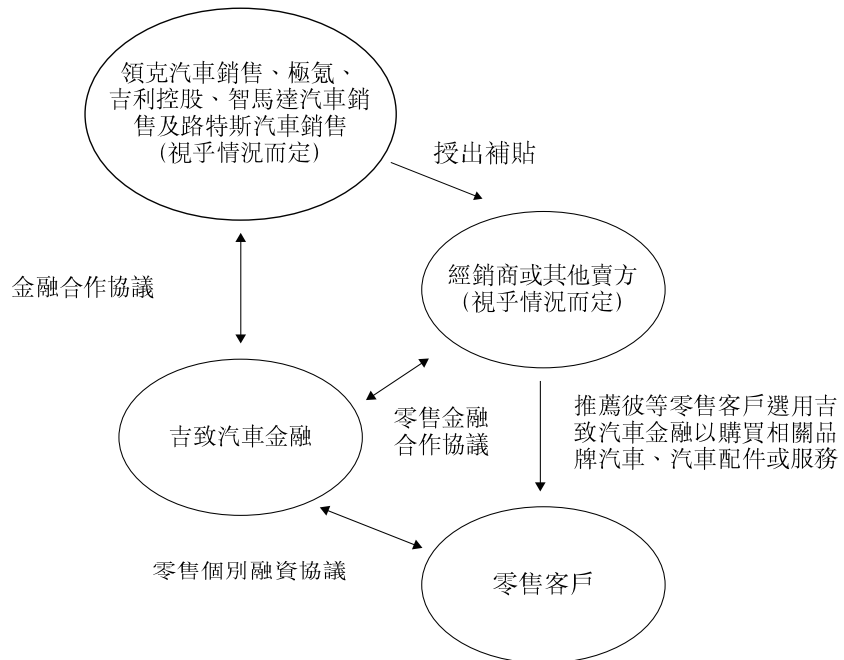 領克汽車銷售、極氪、
吉利控股、智馬達汽車銷
售及路特斯汽車銷售
(視乎情況而定)
授出補貼
金融合作協議
經銷商或其他賣方
(視乎情況而定)
吉致汽車金融
零售金融
合作協議
推薦彼等零售客戶選用吉
致汽車金融以購買相關品
牌汽車、汽車配件或服務
零售個別融資協議
零售客戶